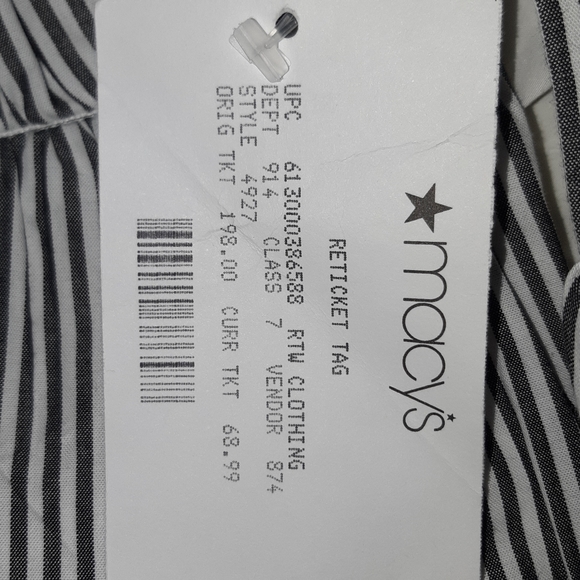 macy's
RETICKET TAG
UPC 613000386588 RTW CLOTHING
DEPT 914 CLASS 7 VENDOR 874
STYLE 4927
ORIG TKT 198.00 CURR TKT 68.99